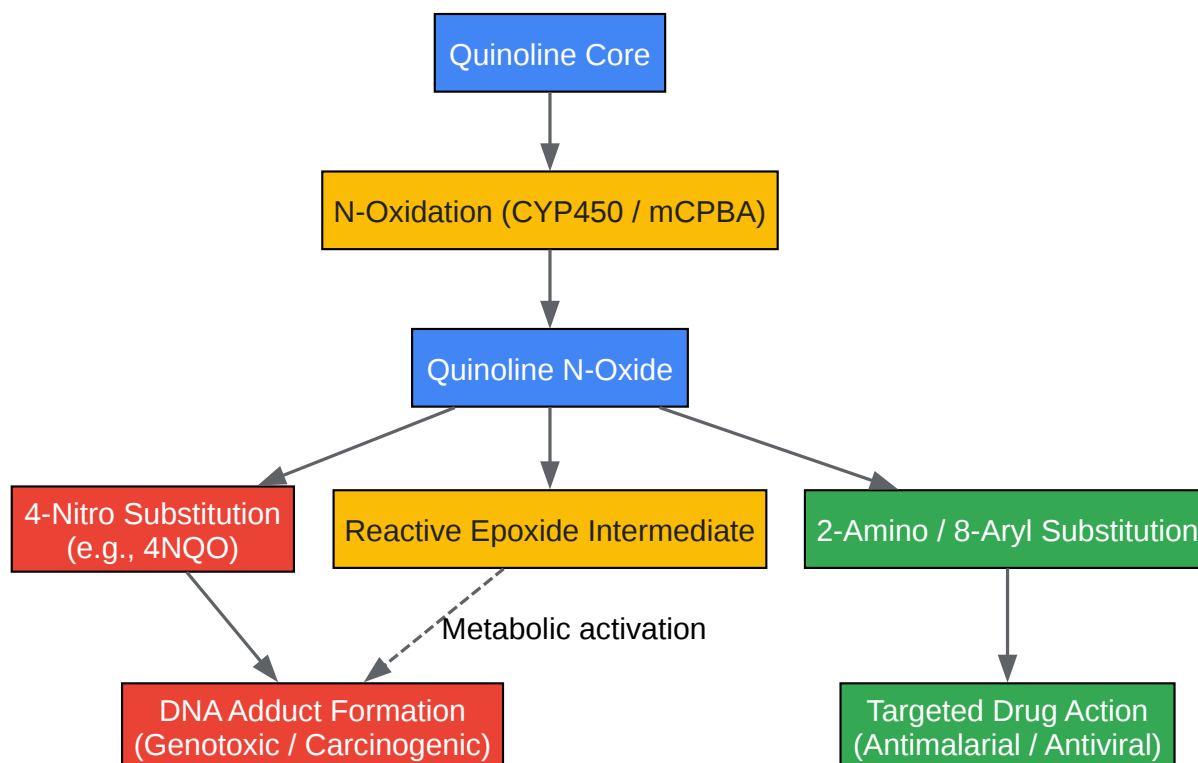 Quinoline Core
N-Oxidation (CYP450 / mCPBA)
Quinoline N-Oxide
4-Nitro Substitution
(e.g., 4NQO)
Reactive Epoxide Intermediate
2-Amino / 8-Aryl Substitution
Metabolic activation
DNA Adduct Formation
(Genotoxic / Carcinogenic)
Targeted Drug Action
(Antimalarial / Antiviral)